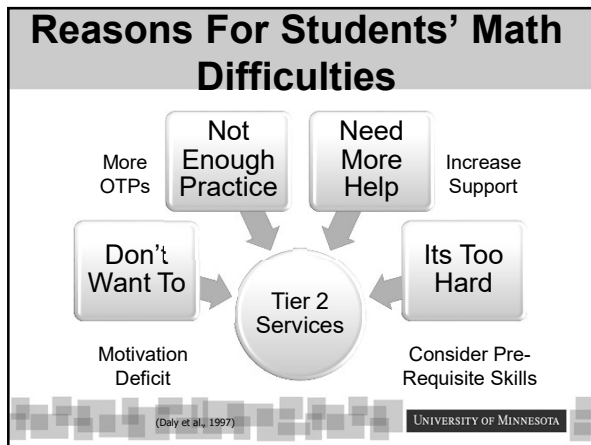 Reasons For Students’ Math
Difficulties
More
OTPs
Not
Enough
Practice
Need
More
Help
Increase
Support
Don’t
Want To
Tier 2
Services
Its Too
Hard
Motivation
Deficit
Consider Pre-
Requisite Skills
(Daly et al., 1997)
UNIVERSITY OF MINNESOTA